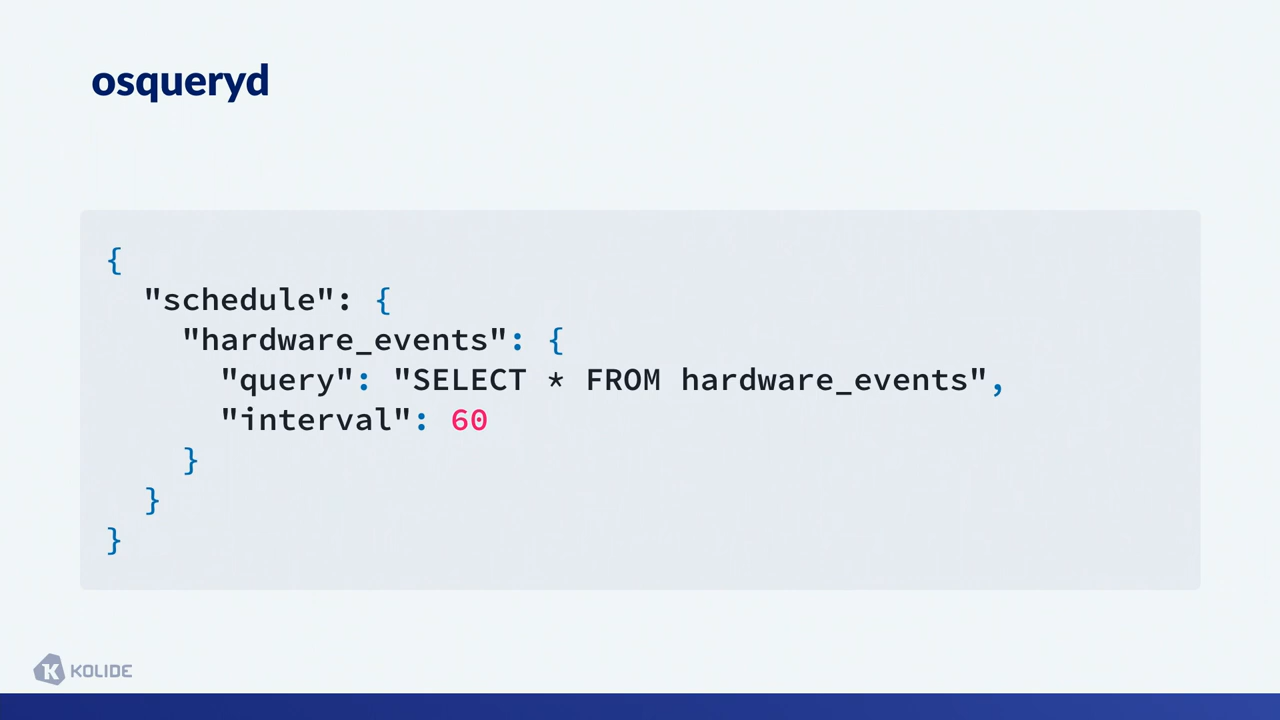 osqueryd
{
  "schedule": {
    "hardware_events": {
      "query": "SELECT * FROM hardware_events",
      "interval": 60
    }
  }
}
KOLIDE